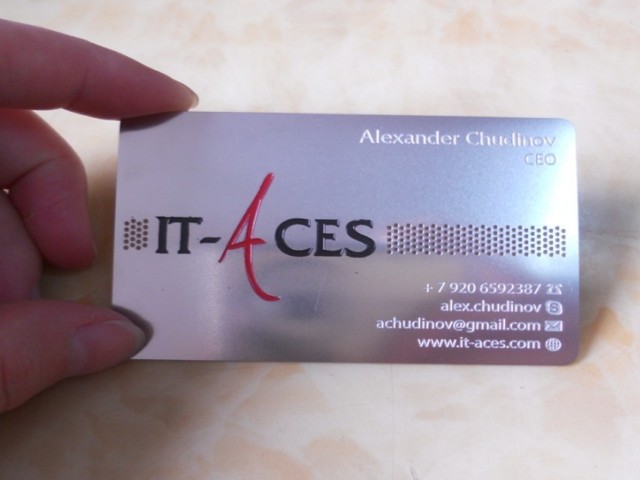 Alexander Chudinov
CEO
IT-ACES
+ 7 920 6592387
alex.chudinov
achudinov@gmail.com
www.it-aces.com